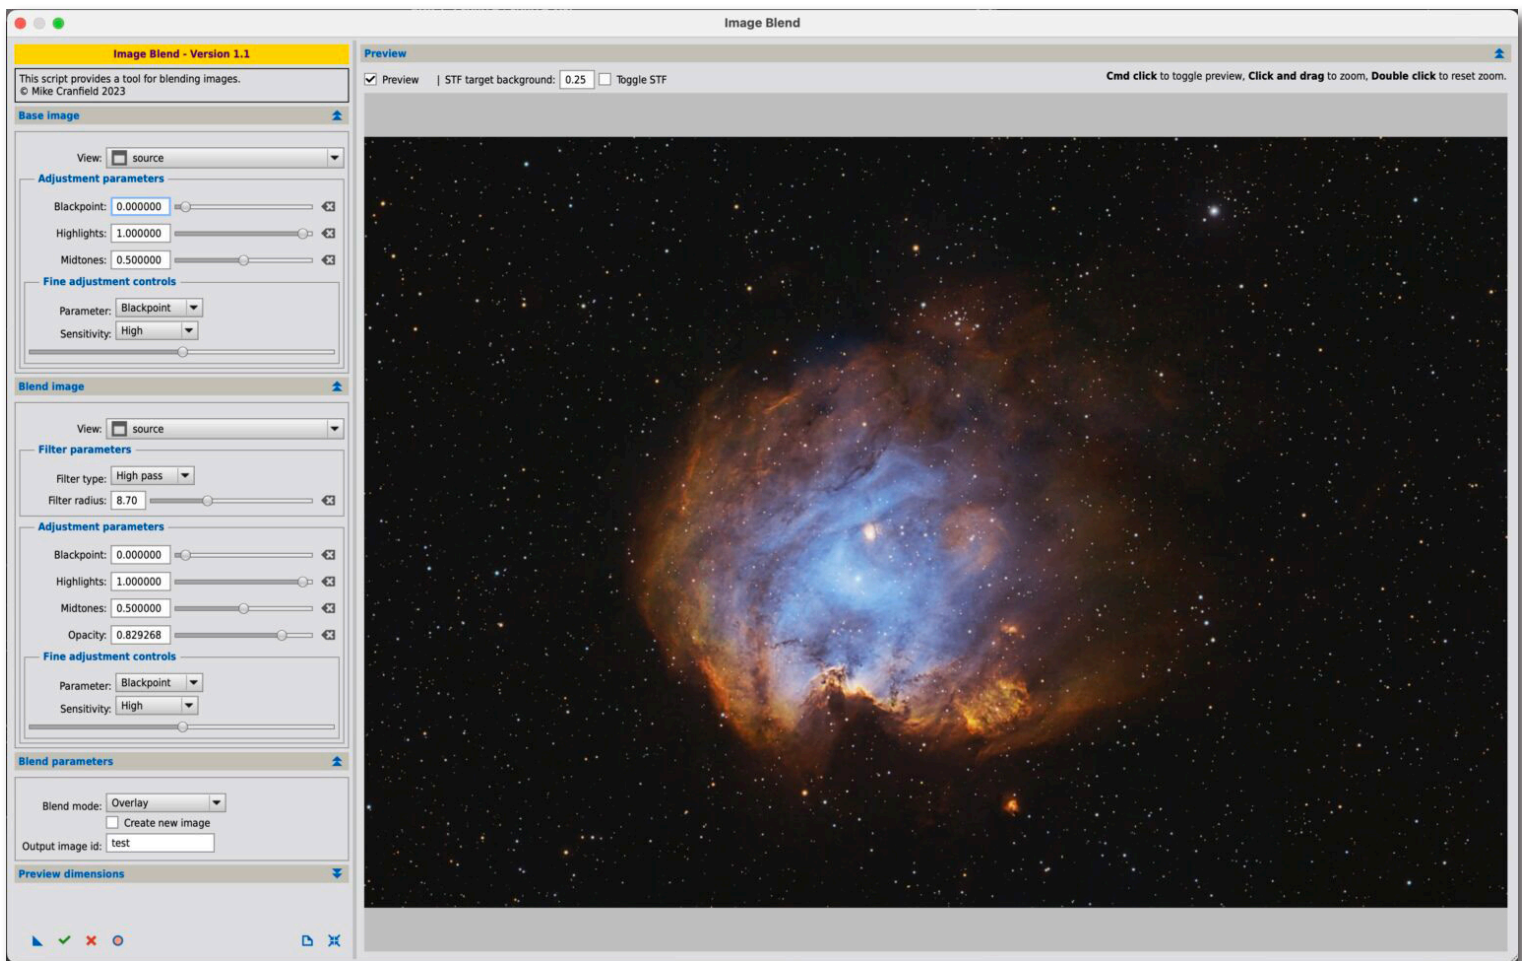 Image Blend
Image Blend - Version 1.1
This script provides a tool for blending images.
© Mike Cranfield 2023
Base image
View: source
Adjustment parameters
Blackpoint: 0.000000
Highlights: 1.000000
Midtones: 0.500000
Fine adjustment controls
Parameter: Blackpoint
Sensitivity: High
Blend image
View: source
Filter parameters
Filter type: High pass
Filter radius: 8.70
Adjustment parameters
Blackpoint: 0.000000
Highlights: 1.000000
Midtones: 0.500000
Opacity: 0.829268
Fine adjustment controls
Parameter: Blackpoint
Sensitivity: High
Blend parameters
Blend mode: Overlay
Create new image
Output image id: test
Preview dimensions
Preview
Preview | STF target background: 0.25 Toggle STF
Cmd click to toggle preview, Click and drag to zoom, Double click to reset zoom.